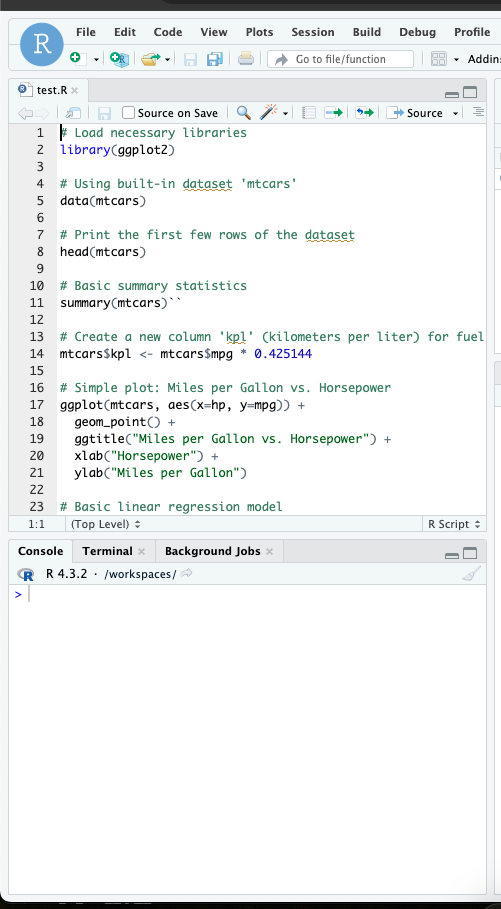 File Edit Code View Plots Session Build Debug Profile
R
R Go to file/function Addin
test.R
Source on Save Source
1 # Load necessary libraries
2 library(ggplot2)
3
4 # Using built-in dataset 'mtcars'
5 data(mtcars)
6
7 # Print the first few rows of the dataset
8 head(mtcars)
9
10 # Basic summary statistics
11 summary(mtcars)``
12
13 # Create a new column 'kpl' (kilometers per liter) for fuel
14 mtcars$kpl <- mtcars$mpg * 0.425144
15
16 # Simple plot: Miles per Gallon vs. Horsepower
17 ggplot(mtcars, aes(x=hp, y=mpg)) +
18   geom_point() +
19   ggtitle("Miles per Gallon vs. Horsepower") +
20   xlab("Horsepower") +
21   ylab("Miles per Gallon")
22
23 # Basic linear regression model
1:1 (Top Level) R Script
Console Terminal Background Jobs
R R 4.3.2 · /workspaces/
>